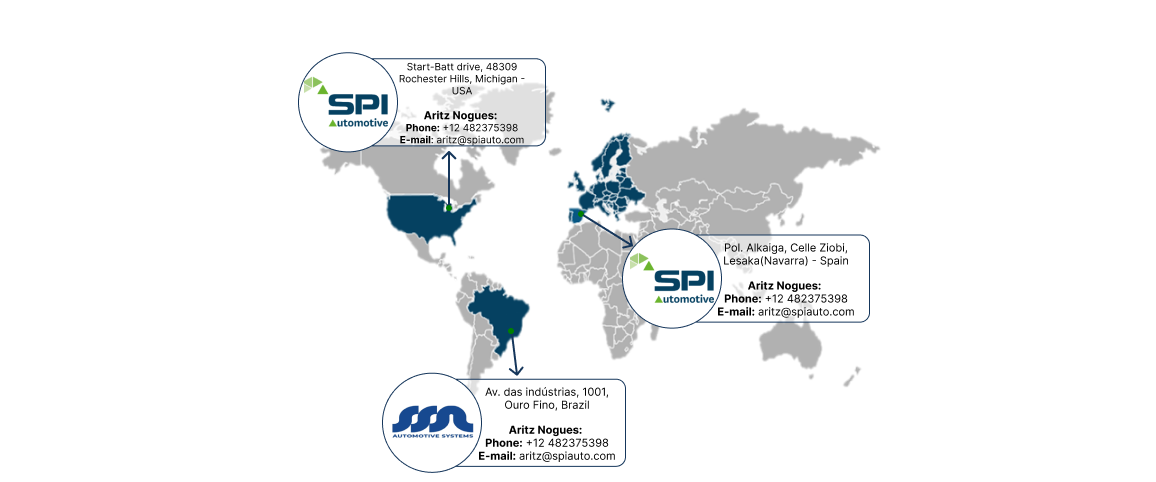 Start-Batt drive, 48309
Rochester Hills, Michigan -
USA
SPI
Automotive
Aritz Nogues:
Phone: +12 482375398
E-mail: aritz@spiauto.com
Pol. Alkaiga, Celle Ziobi,
Lesaka(Navarra) - Spain
SPI
Automotive
Aritz Nogues:
Phone: +12 482375398
E-mail: aritz@spiauto.com
Av. das indústrias, 1001,
Ouro Fino, Brazil
AUTOMOTIVE SYSTEMS
Aritz Nogues:
Phone: +12 482375398
E-mail: aritz@spiauto.com